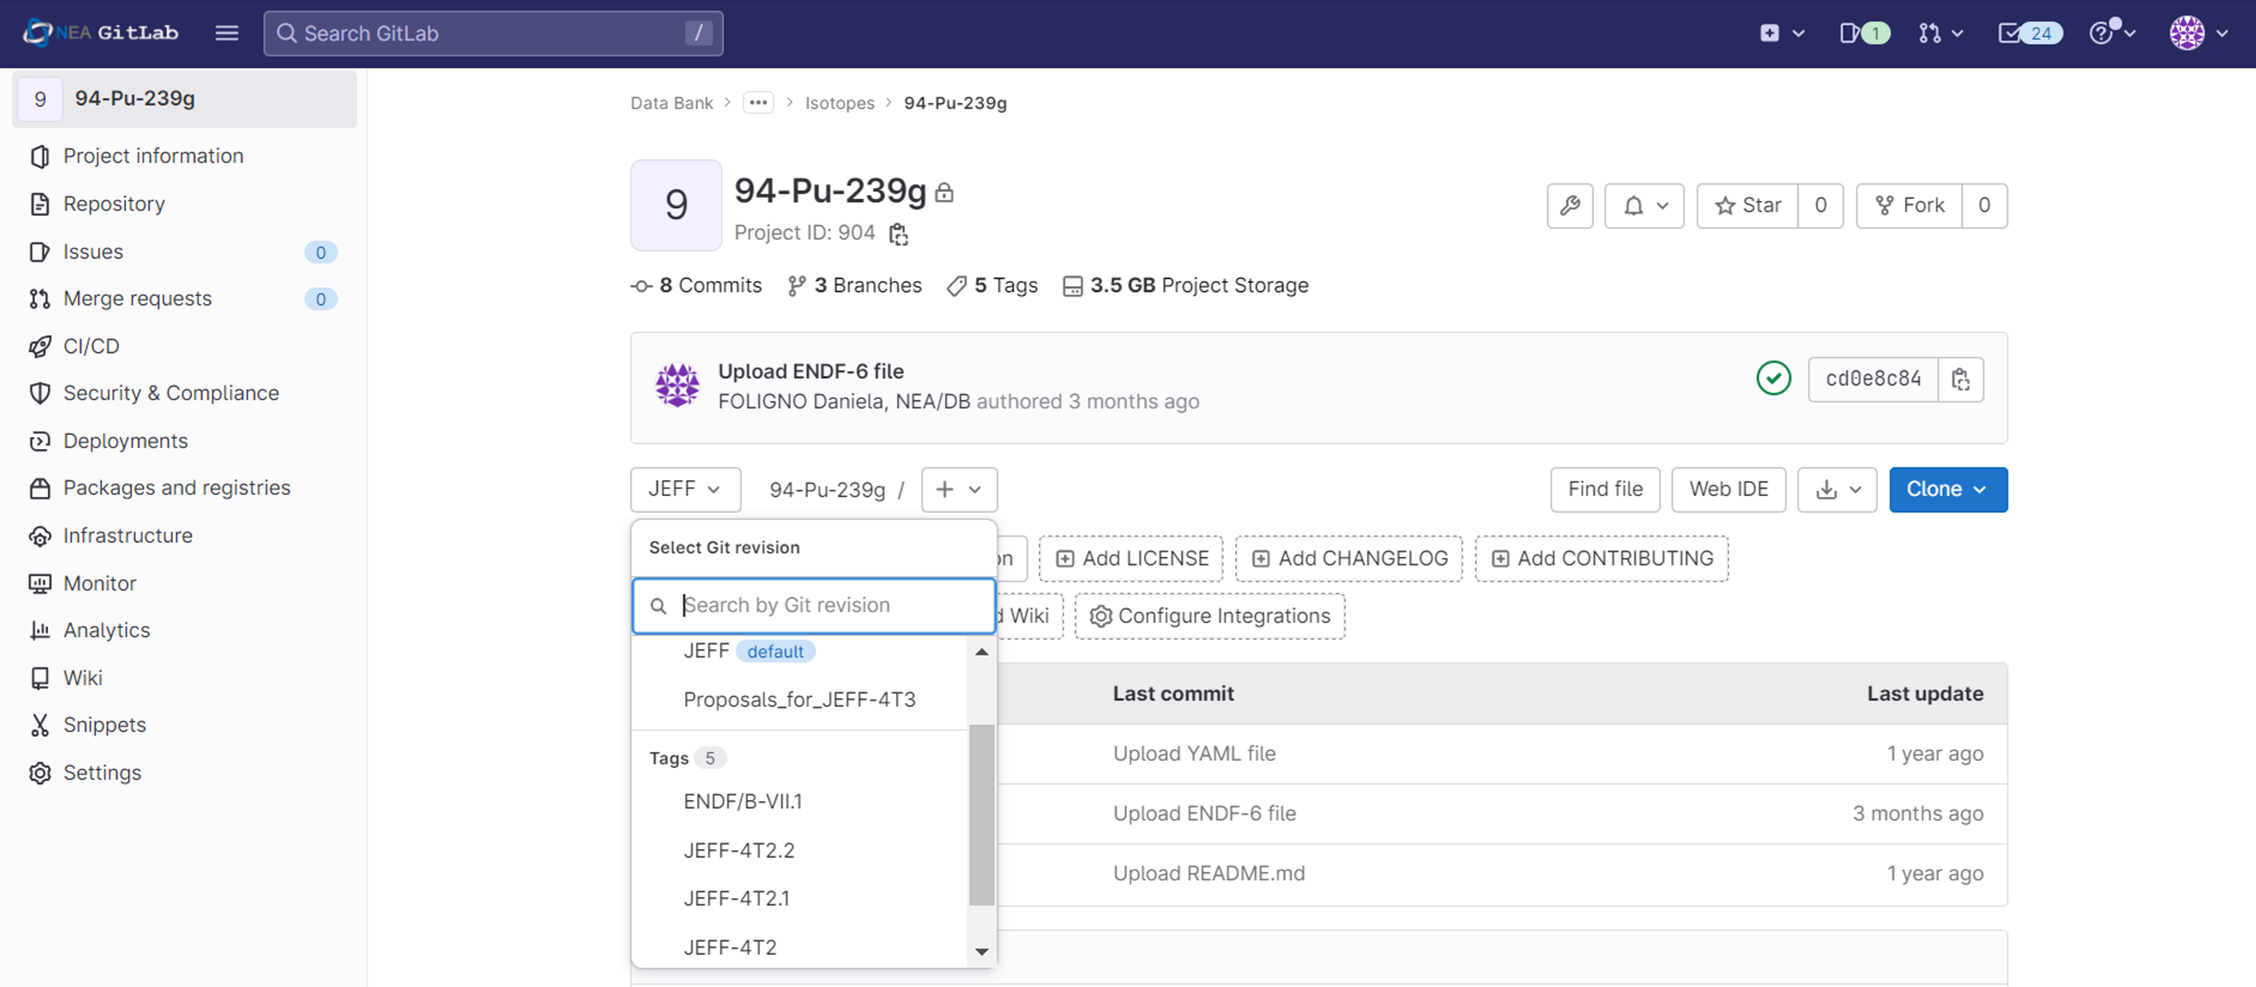 NEA GitLab
Search GitLab /
1
24
9 94-Pu-239g
Project information
Repository
Issues 0
Merge requests 0
CI/CD
Security & Compliance
Deployments
Packages and registries
Infrastructure
Monitor
Analytics
Wiki
Snippets
Settings
Data Bank > ••• > Isotopes > 94-Pu-239g
9
94-Pu-239g
Project ID: 904
Star 0
Fork 0
8 Commits 3 Branches 5 Tags 3.5 GB Project Storage
Upload ENDF-6 file
FOLIGNO Daniela, NEA/DB authored 3 months ago
cd0e8c84
JEFF 94-Pu-239g / +
Find file Web IDE Clone
Select Git revision
Search by Git revision
JEFF default
Proposals_for_JEFF-4T3
Tags 5
ENDF/B-VII.1
JEFF-4T2.2
JEFF-4T2.1
JEFF-4T2
Add LICENSE Add CHANGELOG Add CONTRIBUTING
Wiki Configure Integrations
Last commit Last update
Upload YAML file 1 year ago
Upload ENDF-6 file 3 months ago
Upload README.md 1 year ago